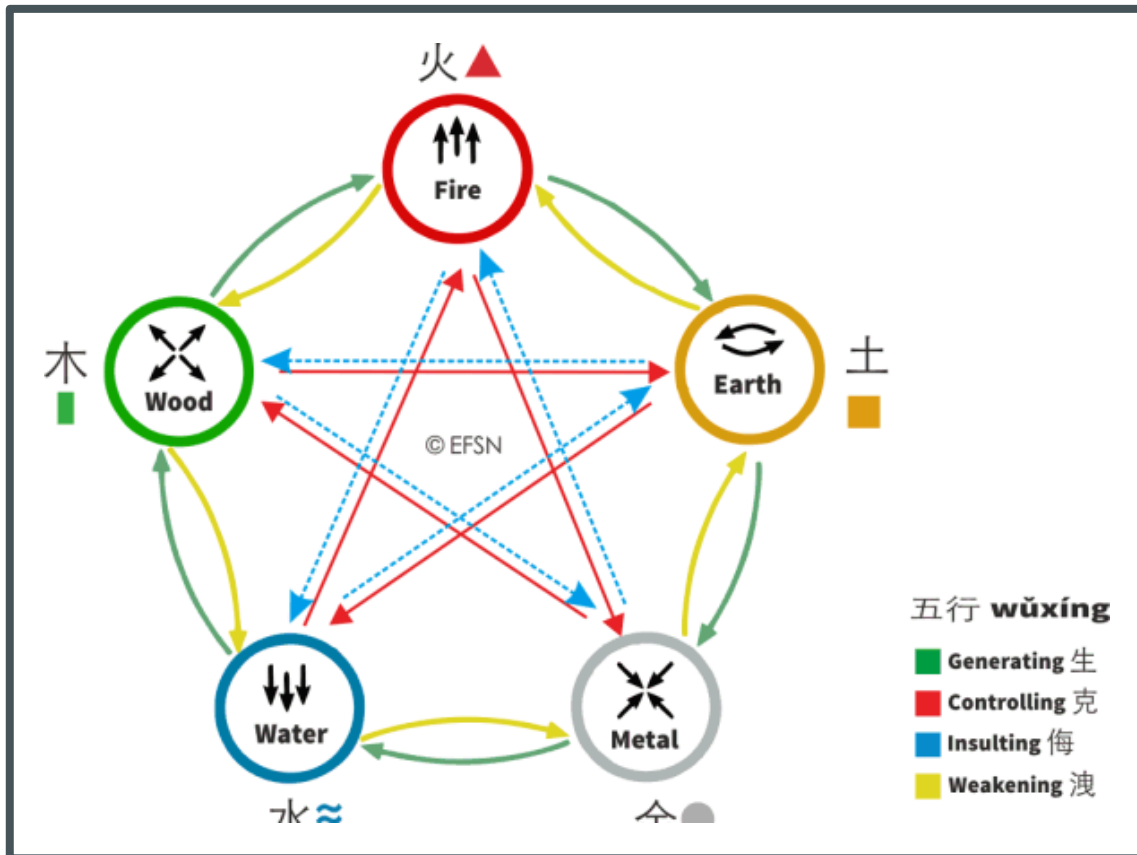 火
Fire
木
Wood
土
Earth
© EFSN
Water
Metal
水
金
五行 wǔxíng
Generating 生
Controlling 克
Insulting 侮
Weakening 洩